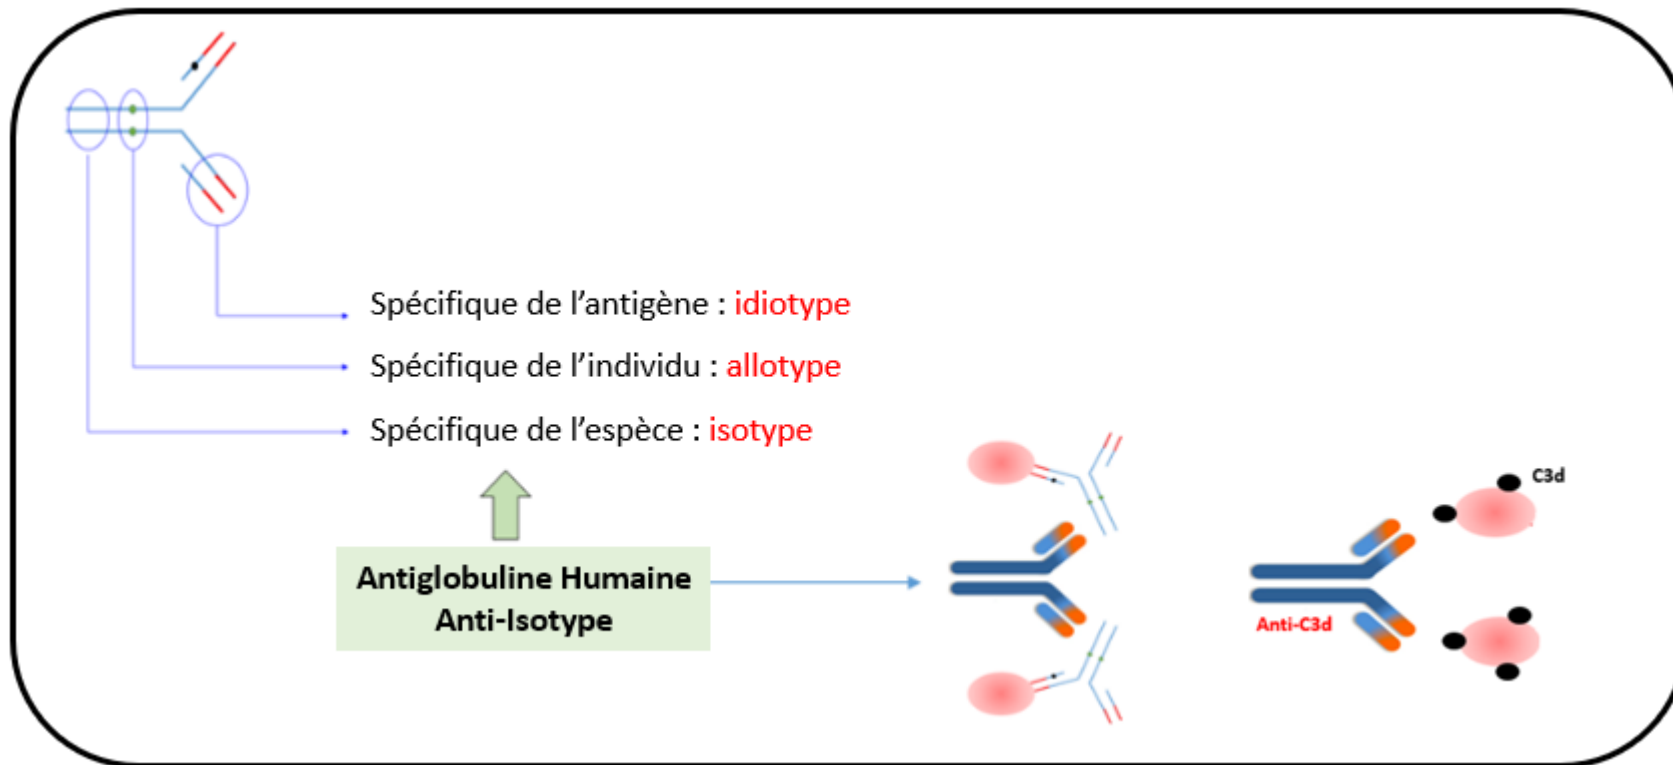 Spécifique de l’antigène : idiotype
Spécifique de l’individu : allotype
Spécifique de l’espèce : isotype
C3d
Antiglobuline Humaine
Anti-Isotype
Anti-C3d